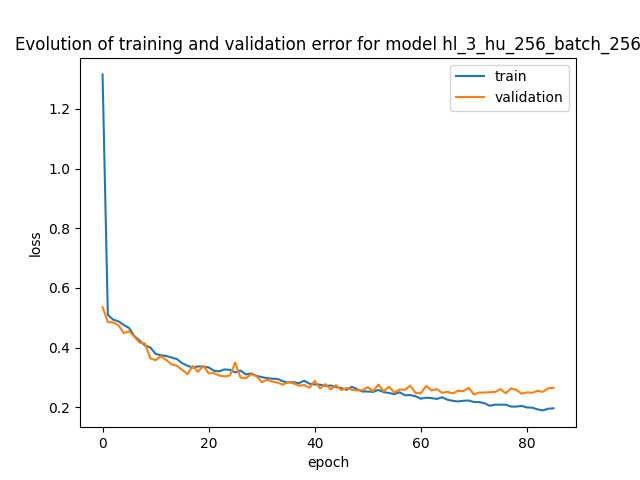 Evolution of training and validation error for model hl_3_hu_256_batch_256
train
validation
1.2
1.0
0.8
0.6
0.4
0.2
loss
0
20
40
60
80
epoch